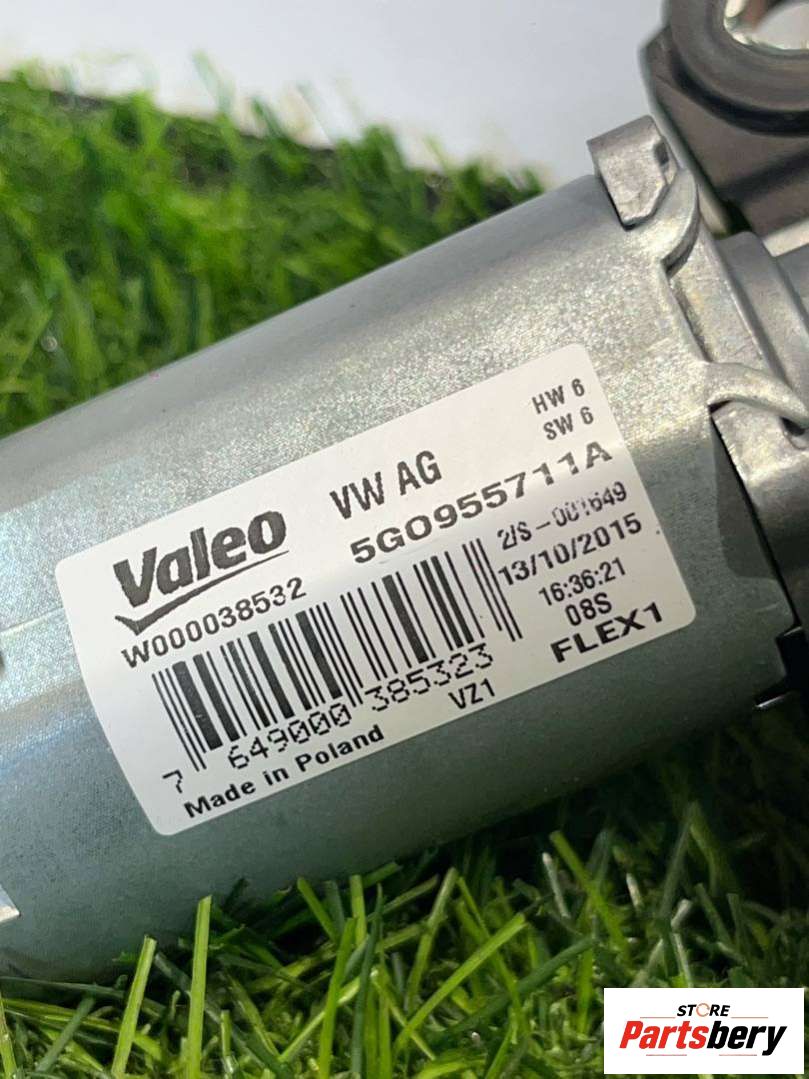 HW 6
SW 6
VW AG
Valeo
5G0955711A
W000038532
2/S-001649
13/10/2015
16:36:21
08S
FLEX1
7 649000 385323
VZ1
Made in Poland
STORE
Partsbery